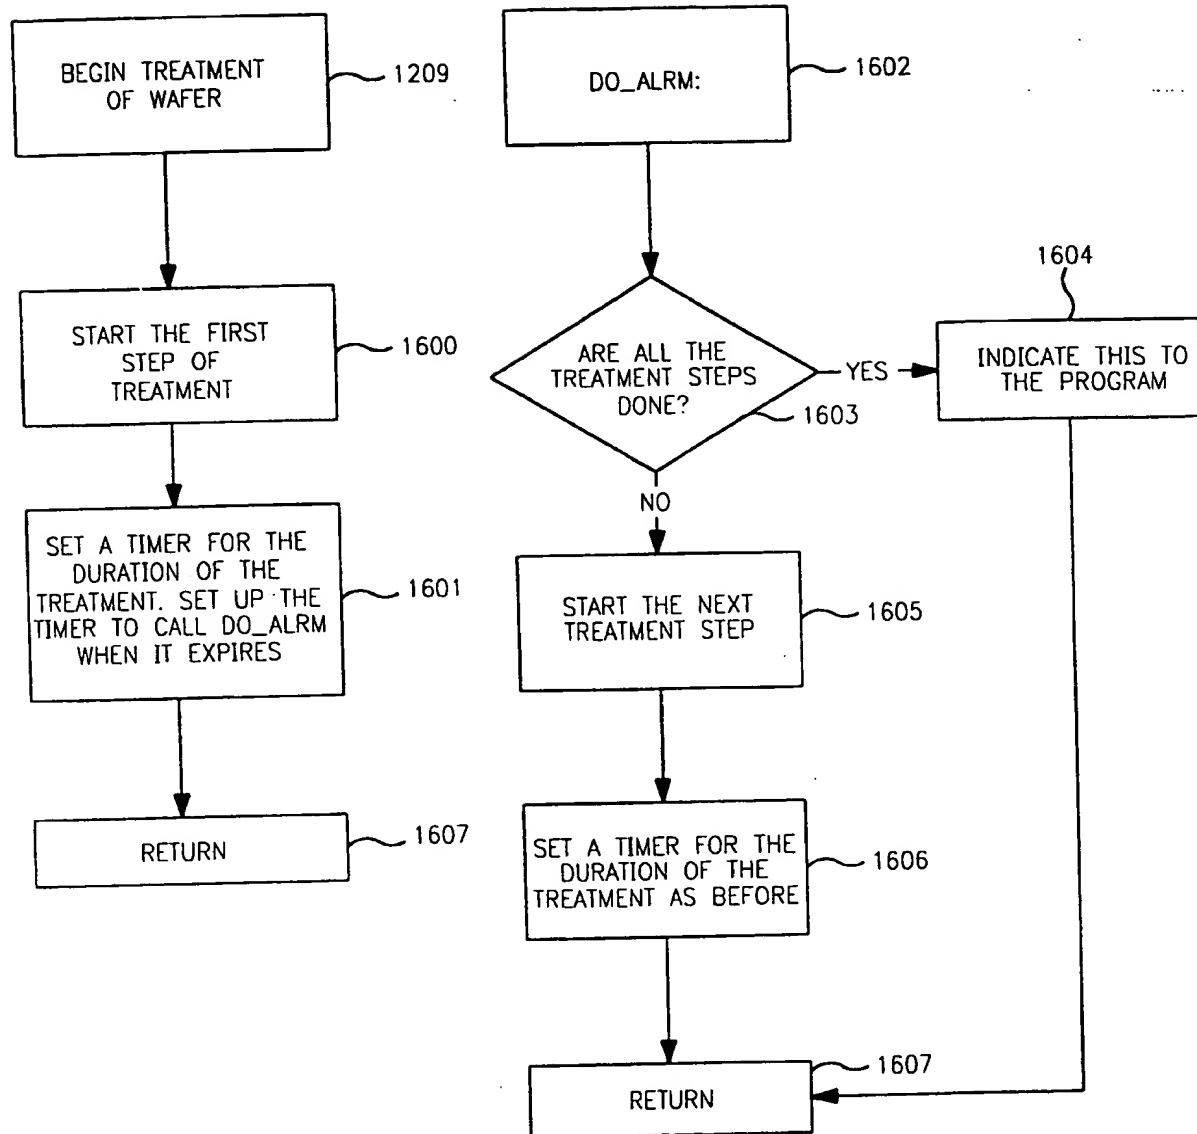 BEGIN TREATMENT
OF WAFER
1209
START THE FIRST
STEP OF
TREATMENT
1600
SET A TIMER FOR THE
DURATION OF THE
TREATMENT. SET UP THE
TIMER TO CALL DO_ALRM
WHEN IT EXPIRES
1601
RETURN
1607
DO_ALRM:
1602
ARE ALL THE
TREATMENT STEPS
DONE?
1603
YES
1604
INDICATE THIS TO
THE PROGRAM
NO
START THE NEXT
TREATMENT STEP
1605
SET A TIMER FOR THE
DURATION OF THE
TREATMENT AS BEFORE
1606
RETURN
1607